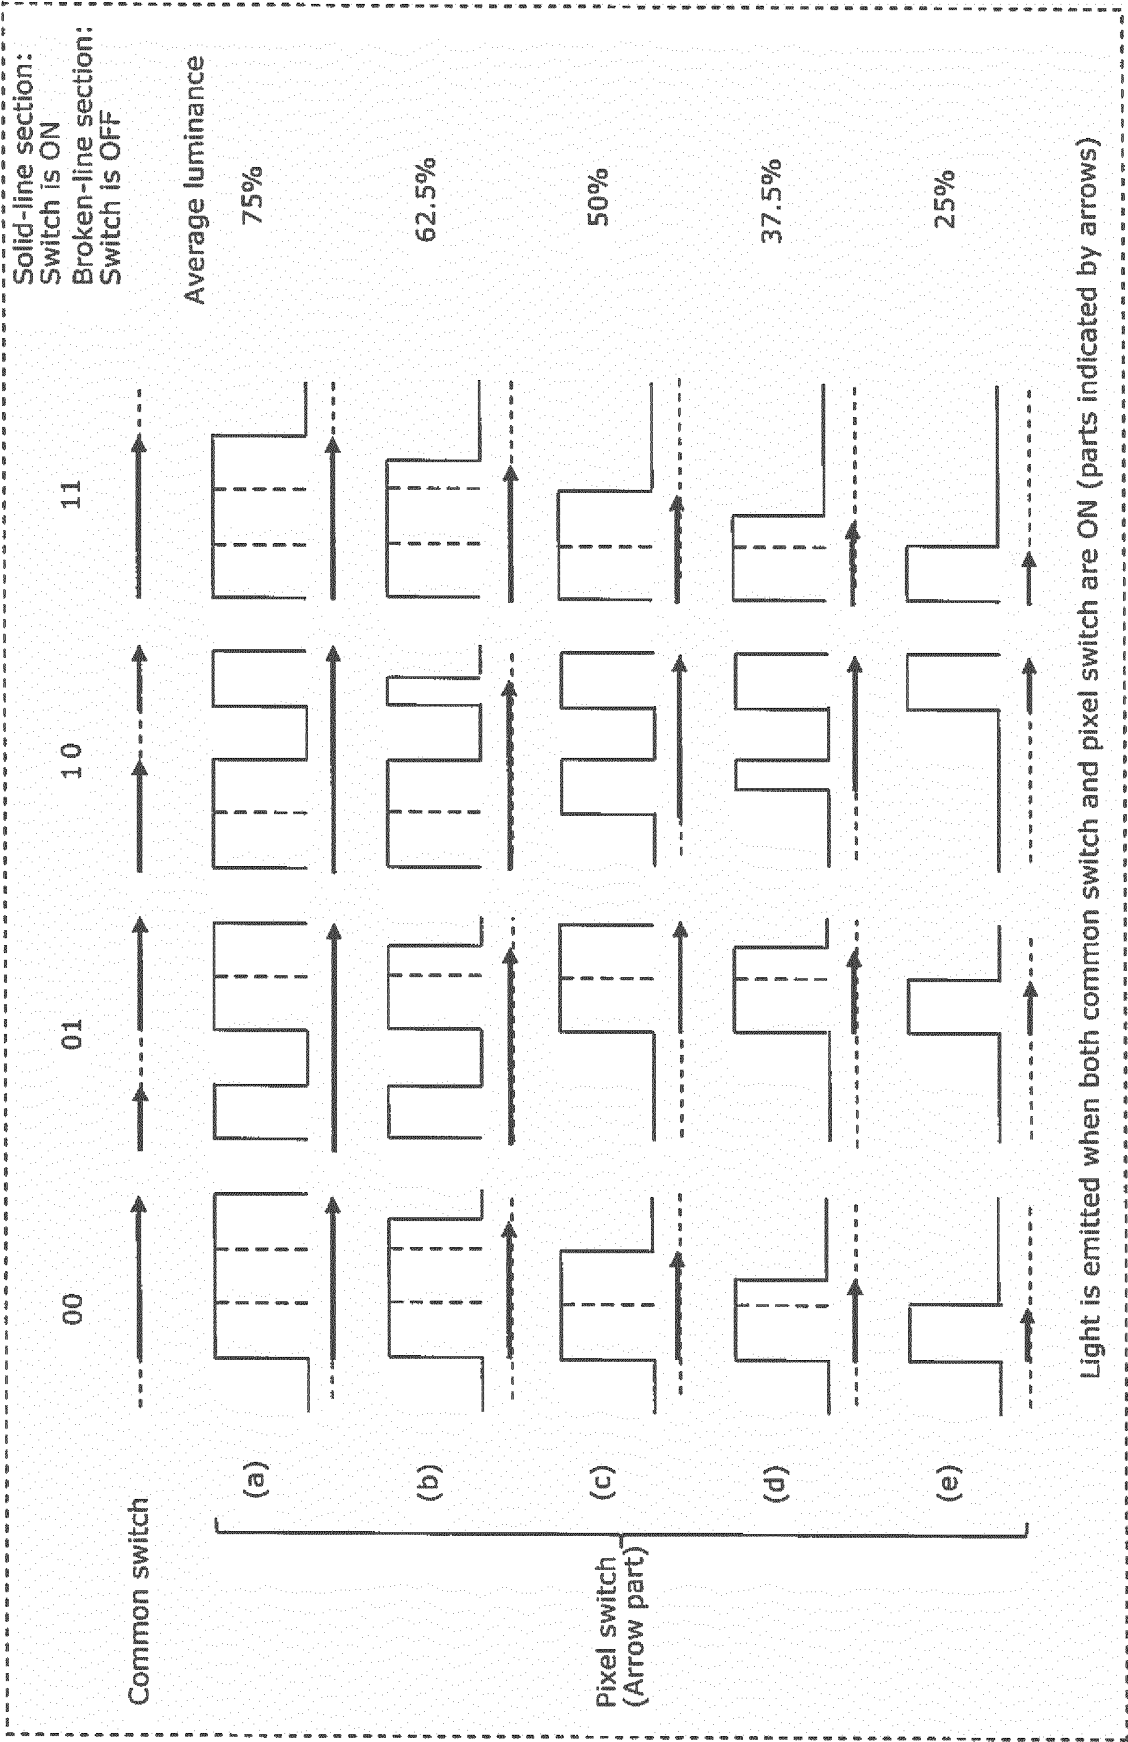 Solid-line section:
Switch is ON
Broken-line section:
Switch is OFF
00
01
10
11
Common switch
Average luminance
(a)
75%
(b)
62.5%
Pixel switch
(Arrow part)
(c)
50%
(d)
37.5%
(e)
25%
Light is emitted when both common switch and pixel switch are ON (parts indicated by arrows)